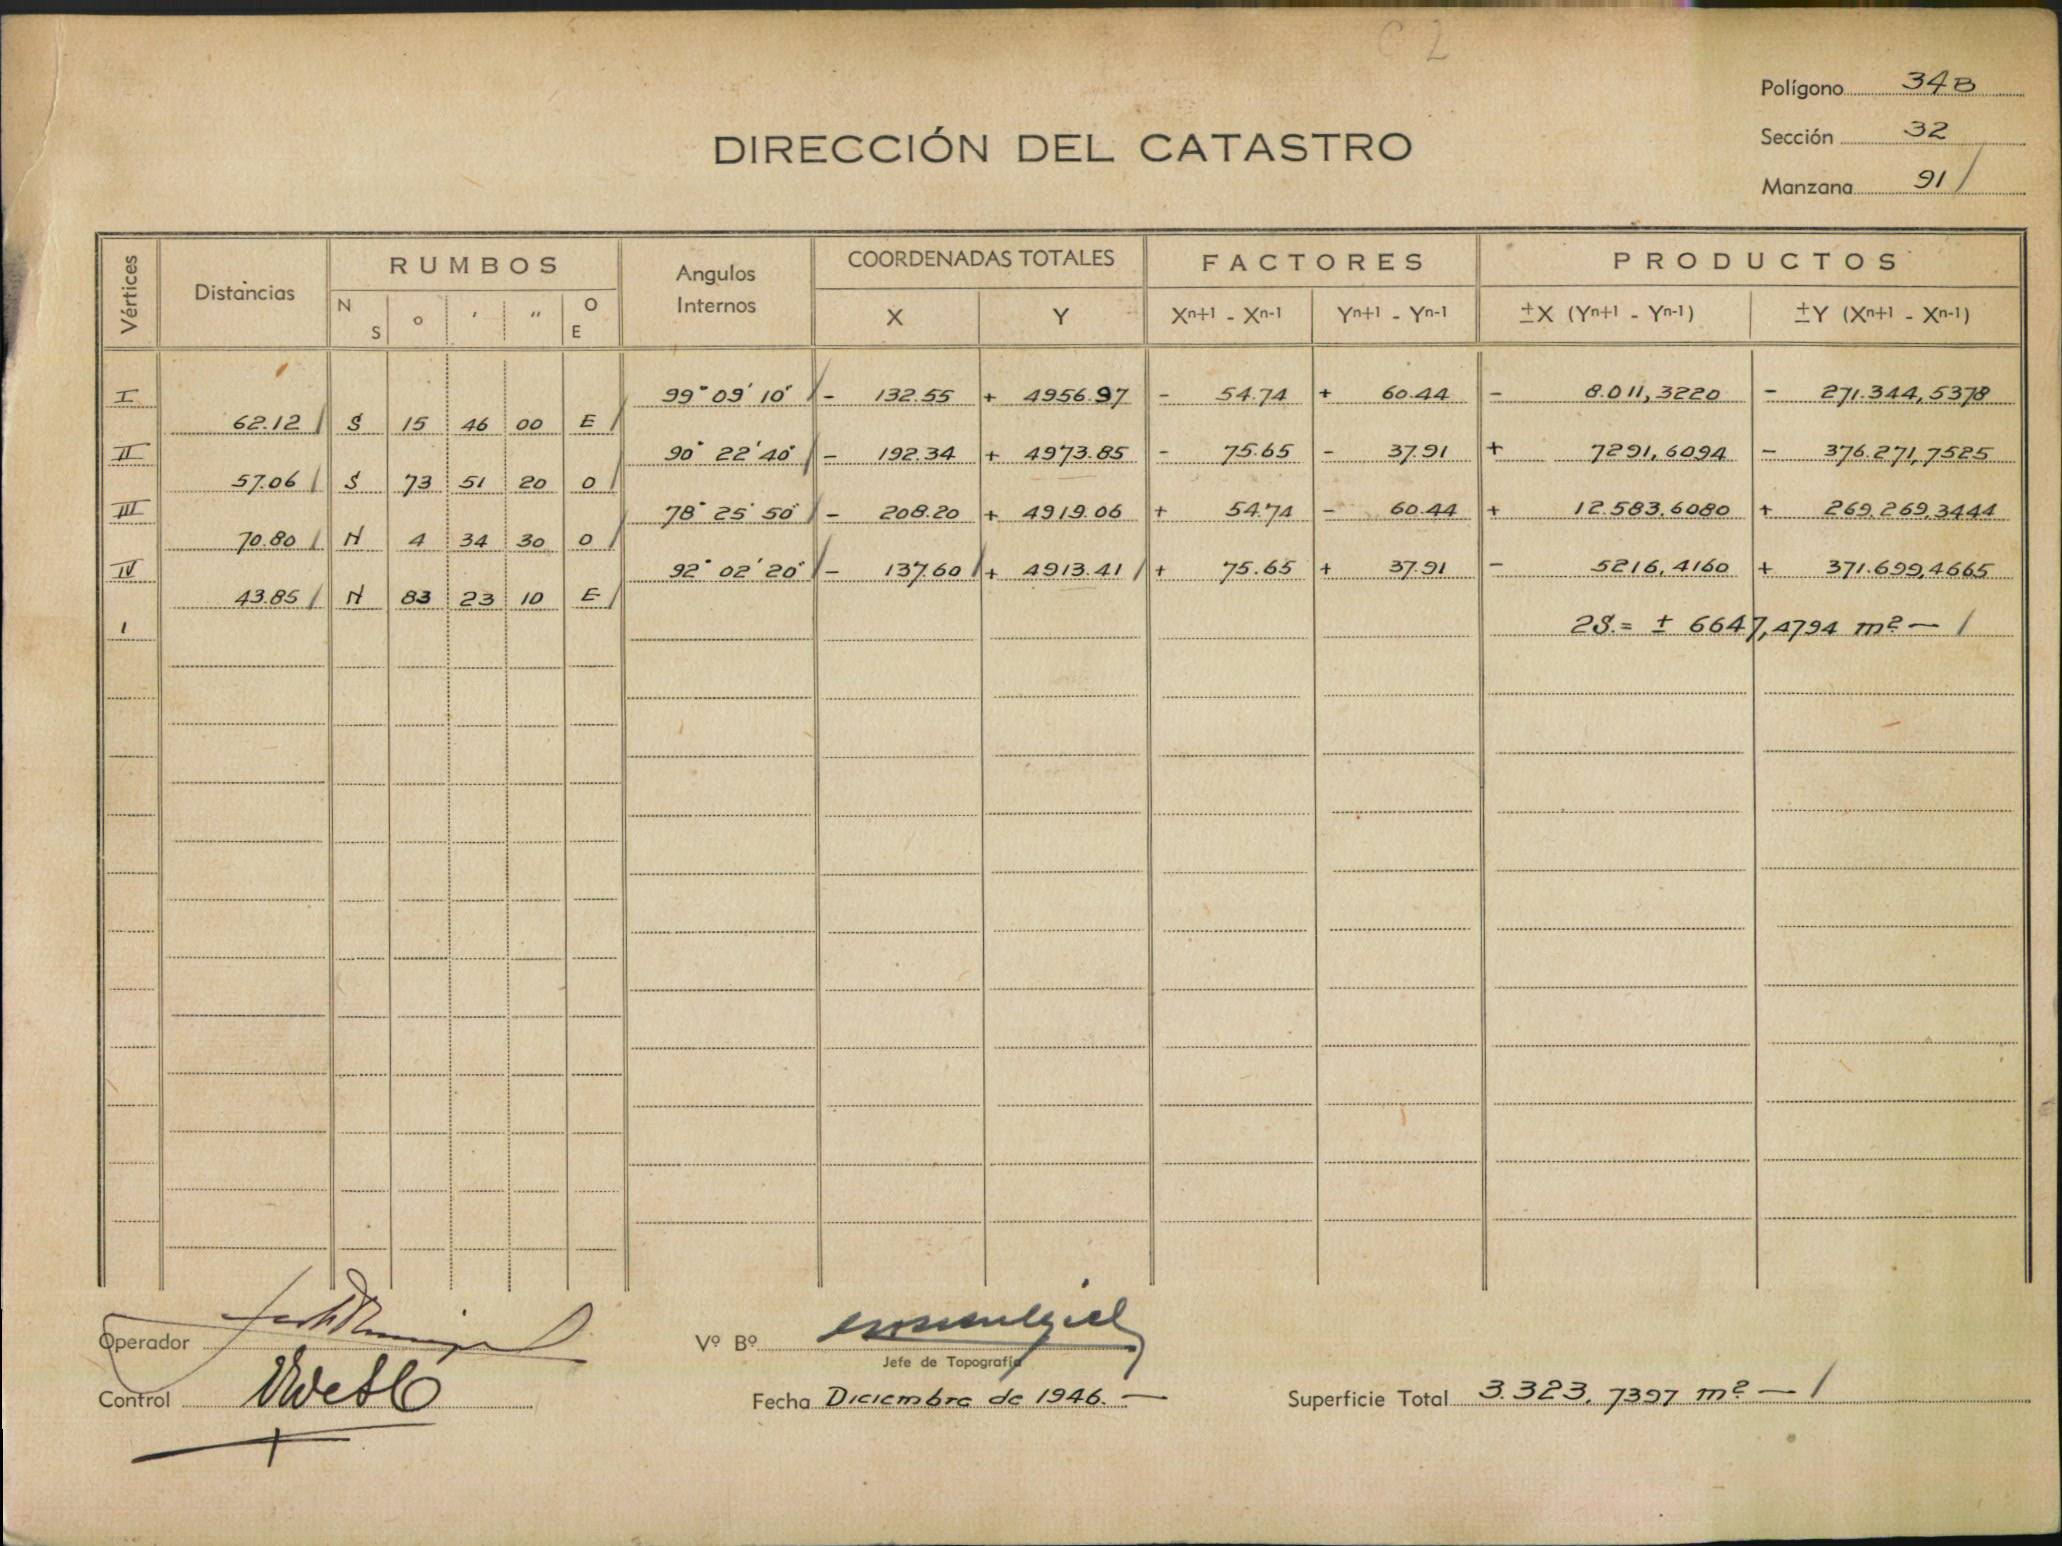 C 2
Polígono 34B
Sección 32
Manzana 91 /
DIRECCIÓN DEL CATASTRO
Vértices Distancias RUMBOS Angulos Internos COORDENADAS TOTALES FACTORES PRODUCTOS
N S ° ' " O E X Y Xn+1 - Xn-1 Yn+1 - Yn-1 ±X (Yn+1 - Yn-1) ±Y (Xn+1 - Xn-1)
I 99° 09' 10" / - 132.55 + 4956.97 - 54.74 + 60.44 - 8.011,3220 - 271.344,5378
62.12 / S 15 46 00 E /
II 90° 22' 40" / - 192.34 + 4973.85 - 75.65 - 37.91 + 7291,6094 - 376.271,7525
57.06 / S 73 51 20 O /
III 78° 25' 50" / - 208.20 + 4919.06 + 54.74 - 60.44 + 12.583,6080 + 269.269,3444
70.80 / N 4 34 30 O /
IV 92° 02' 20" / - 137.60 / + 4913.41 / + 75.65 + 37.91 - 5216,4160 + 371.699,4665
43.85 / N 83 23 10 E /
I 2S.= ± 6647,4794 m² — /
Operador
Vº Bº
Jefe de Topografía
Control
Fecha Diciembre de 1946. —
Superficie Total 3.323,7397 m² — /